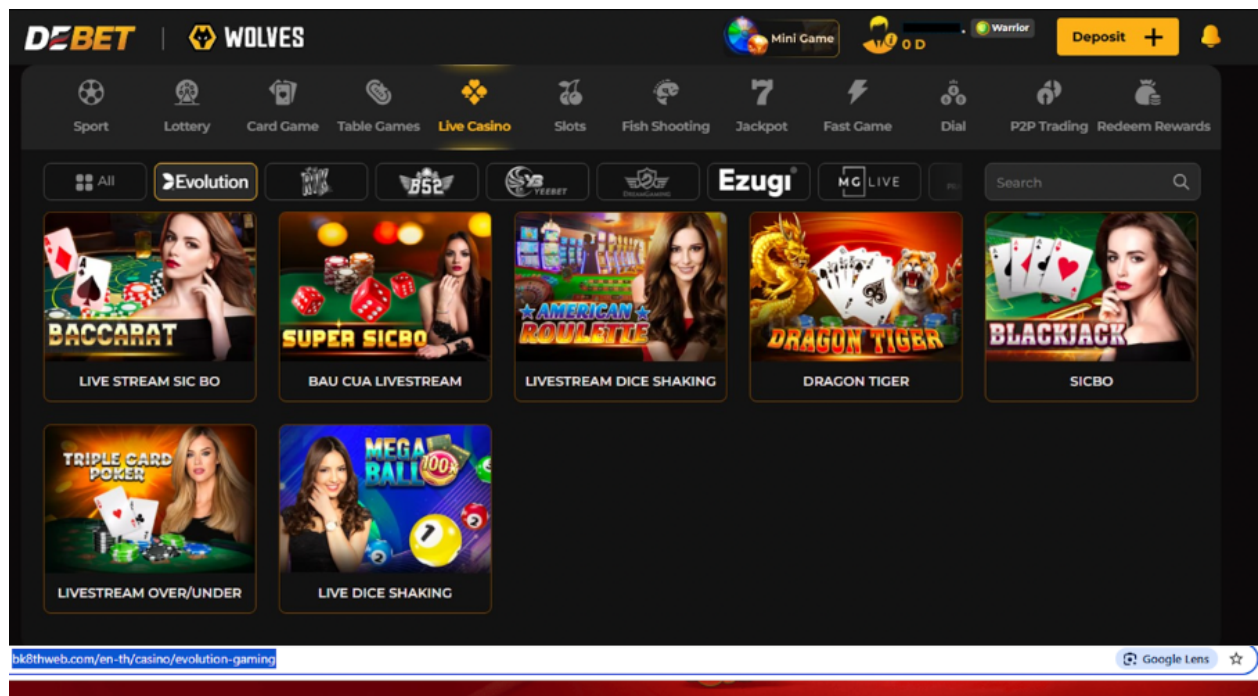 DEBET WOLVES
Mini Game
0 D
Warrior
Deposit +
Sport Lottery Card Game Table Games Live Casino Slots Fish Shooting Jackpot Fast Game Dial P2P Trading Redeem Rewards
All Evolution RIK B52 YEEBET DREAMGAMING Ezugi MG LIVE Search
BACCARAT
SUPER SICBO
AMERICAN
ROULETTE
DRAGON TIGER
BLACKJACK
LIVE STREAM SIC BO BAU CUA LIVESTREAM LIVESTREAM DICE SHAKING DRAGON TIGER SICBO
TRIPLE CARD
POKER
MEGA
BALL 100x
2
2
LIVESTREAM OVER/UNDER LIVE DICE SHAKING
bk8thweb.com/en-th/casino/evolution-gaming Google Lens